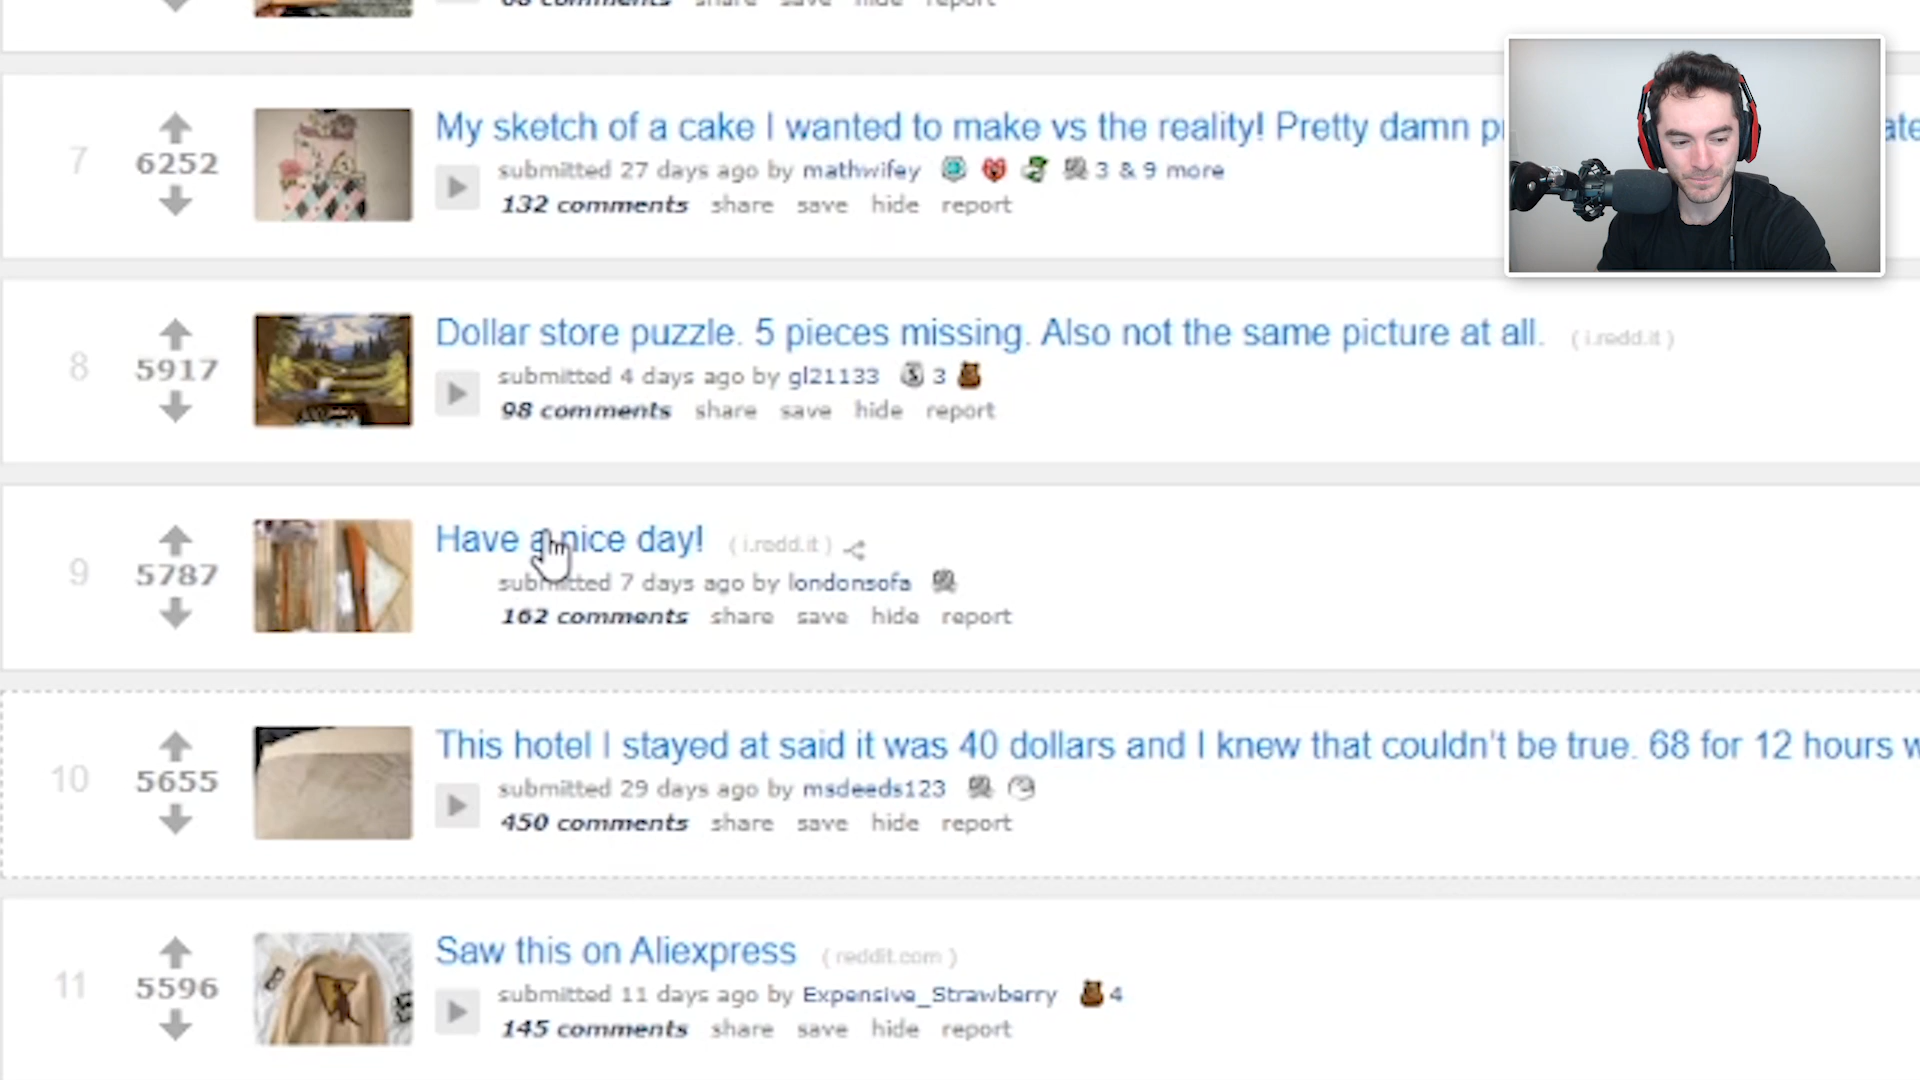 68 comments share save hide report
7
6252
My sketch of a cake I wanted to make vs the reality! Pretty damn
submitted 27 days ago by mathwifey 3 & 9 more
132 comments share save hide report
8
5917
Dollar store puzzle. 5 pieces missing. Also not the same picture at all. (i.redd.it)
submitted 4 days ago by gl21133 3
98 comments share save hide report
9
5787
Have a nice day! (i.redd.it)
submitted 7 days ago by londonsofa
162 comments share save hide report
10
5655
This hotel I stayed at said it was 40 dollars and I knew that couldn't be true. 68 for 12 hours
submitted 29 days ago by msdeeds123
450 comments share save hide report
11
5596
Saw this on Aliexpress (reddit.com)
submitted 11 days ago by Expensive_Strawberry 4
145 comments share save hide report